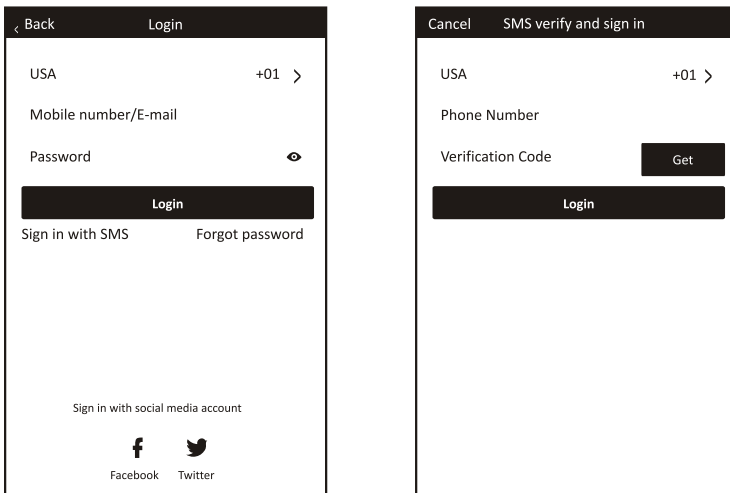 Back Login
USA +01
Mobile number/E-mail
Password
Login
Sign in with SMS Forgot password
Sign in with social media account
Facebook Twitter
Cancel SMS verify and sign in
USA +01
Phone Number
Verification Code Get
Login